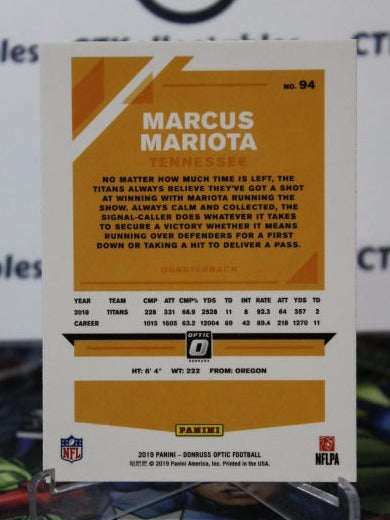 NO. 94
MARCUS
MARIOTA
TENNESSEE
NO MATTER HOW MUCH TIME IS LEFT, THE
TITANS ALWAYS BELIEVE THEY'VE GOT A SHOT
AT WINNING WITH MARIOTA RUNNING THE
SHOW. ALWAYS CALM AND COLLECTED, THE
SIGNAL-CALLER DOES WHATEVER IT TAKES
TO SECURE A VICTORY WHETHER IT MEANS
RUNNING OVER DEFENDERS FOR A FIRST
DOWN OR TAKING A HIT TO DELIVER A PASS.
QUARTERBACK
YEAR TEAM CMP ATT CMP% YDS TD INT RATE ATT YDS TD
2018 TITANS 228 331 68.9 2528 11 8 92.3 64 357 2
CAREER 1015 1605 63.2 12004 69 42 89.4 218 1270 11
OPTIC
DONRUSS
HT: 6' 4" WT: 222 FROM: OREGON
PANINI
2019 PANINI - DONRUSS OPTIC FOOTBALL
© 2019 Panini America, Inc. Printed in the USA.
NFL
NFLPA